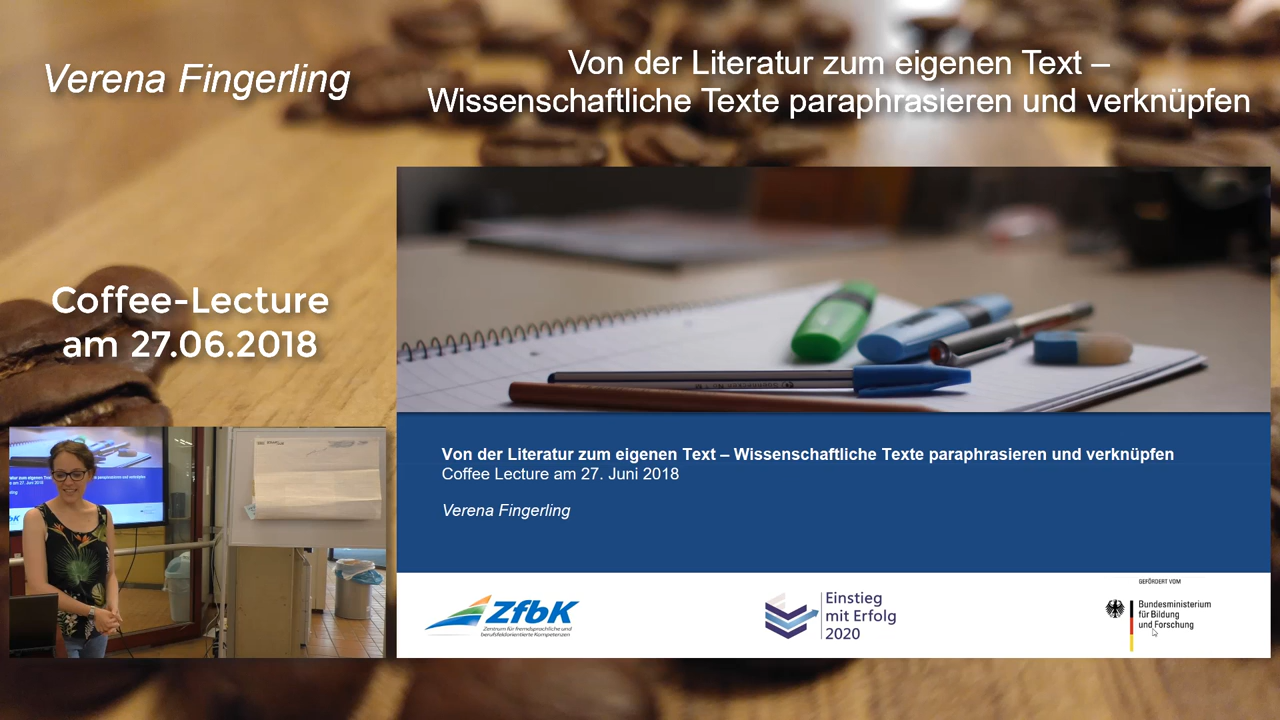 Verena Fingerling
Von der Literatur zum eigenen Text –
Wissenschaftliche Texte paraphrasieren und verknüpfen
Coffee-Lecture
am 27.06.2018
Von der Literatur zum eigenen Text – Wissenschaftliche Texte paraphrasieren und verknüpfen
Coffee Lecture am 27. Juni 2018
Verena Fingerling
ZfbK
Zentrum für fremdsprachliche und
berufsfeldorientierte Kompetenzen
Einstieg
mit Erfolg
2020
GEFÖRDERT VOM
Bundesministerium
für Bildung
und Forschung